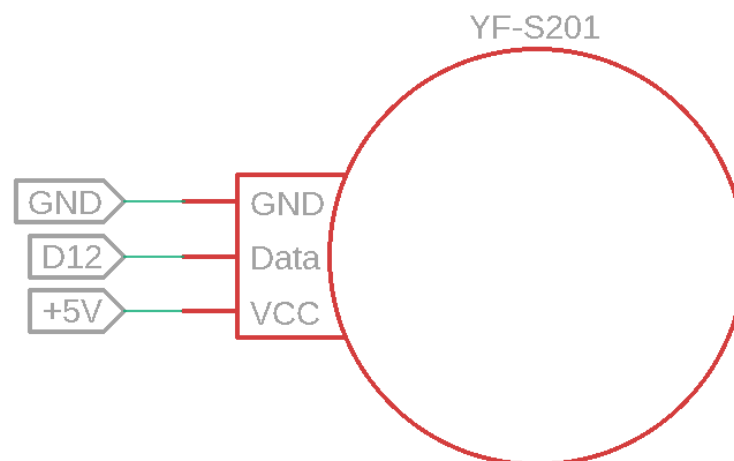 YF-S201
GND GND
D12 Data
+5V VCC